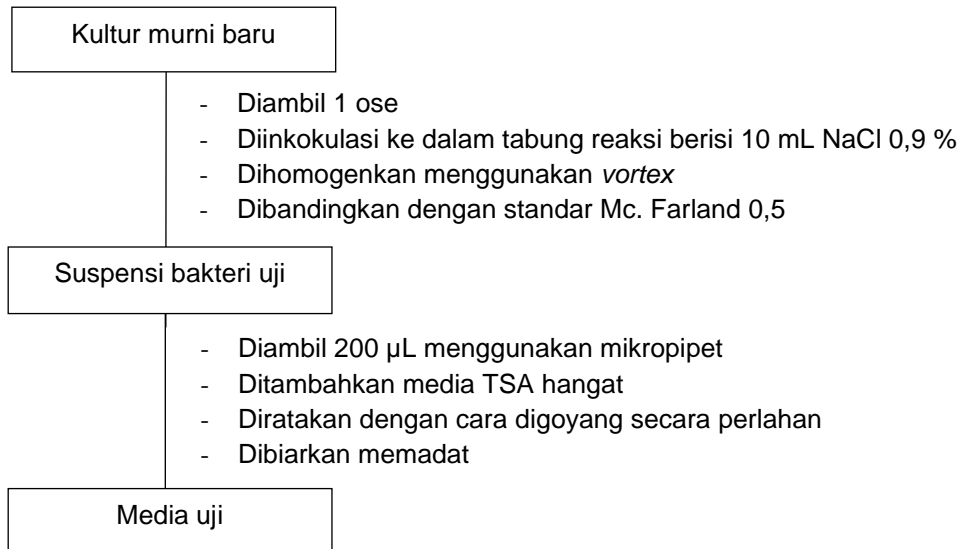 Kultur murni baru
- Diambil 1 ose
- Diinkokulasi ke dalam tabung reaksi berisi 10 mL NaCl 0,9 %
- Dihomogenkan menggunakan vortex
- Dibandingkan dengan standar Mc. Farland 0,5
Suspensi bakteri uji
- Diambil 200 µL menggunakan mikropipet
- Ditambahkan media TSA hangat
- Diratakan dengan cara digoyang secara perlahan
- Dibiarkan memadat
Media uji